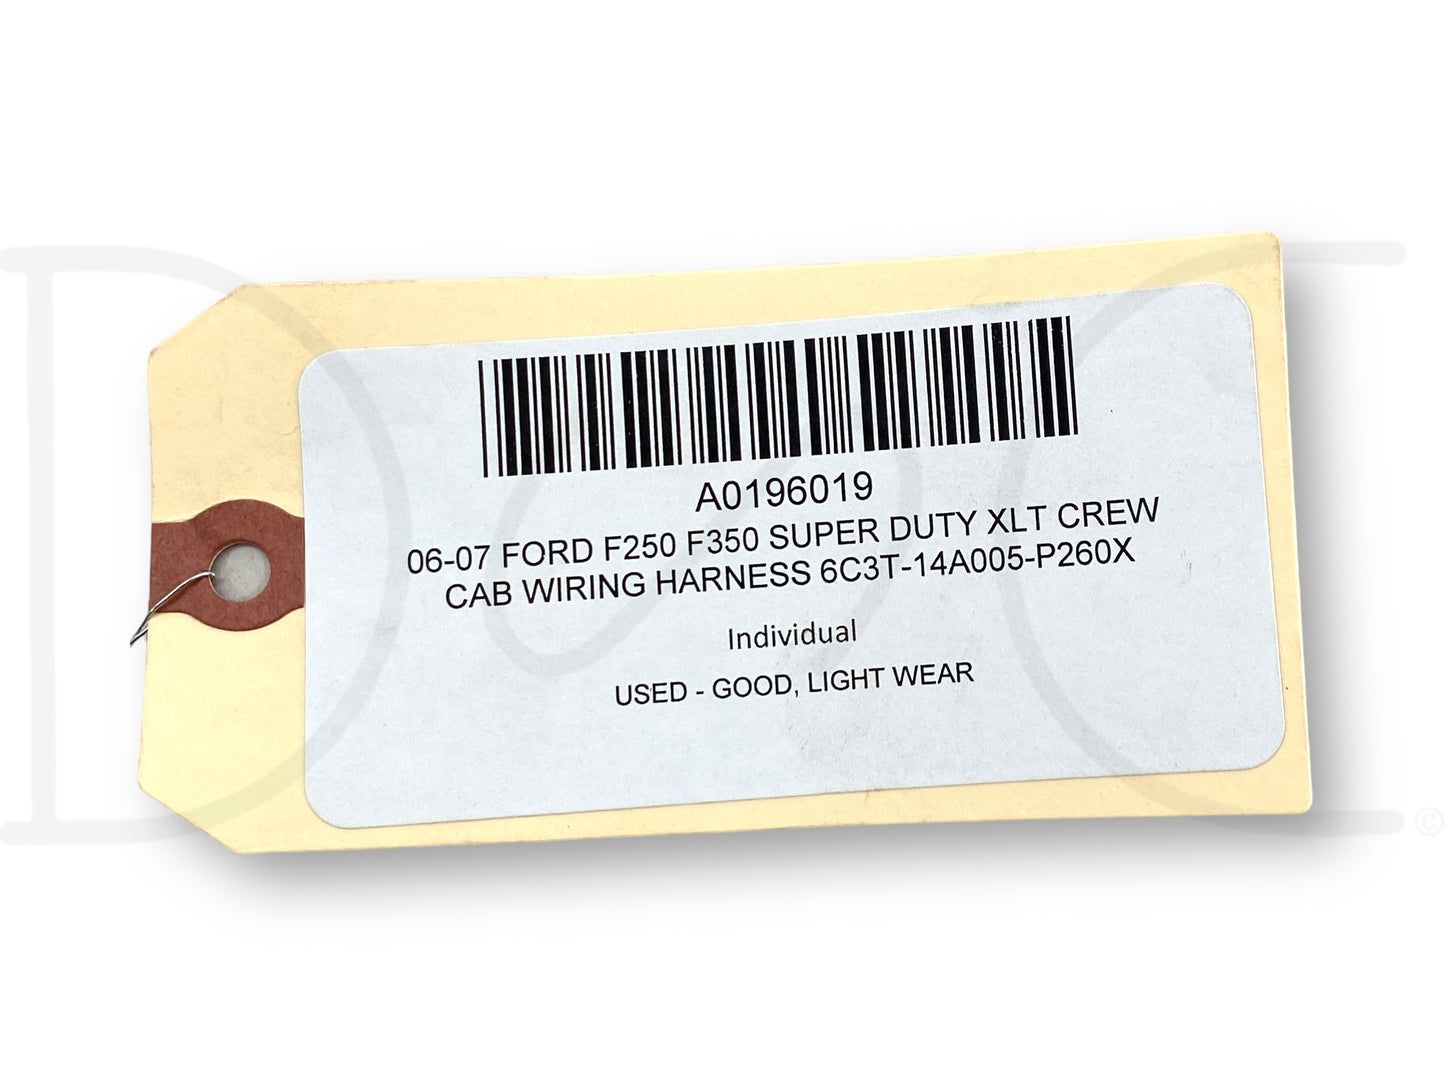 A0196019
06-07 FORD F250 F350 SUPER DUTY XLT CREW
CAB WIRING HARNESS 6C3T-14A005-P260X
Individual
USED - GOOD, LIGHT WEAR
©